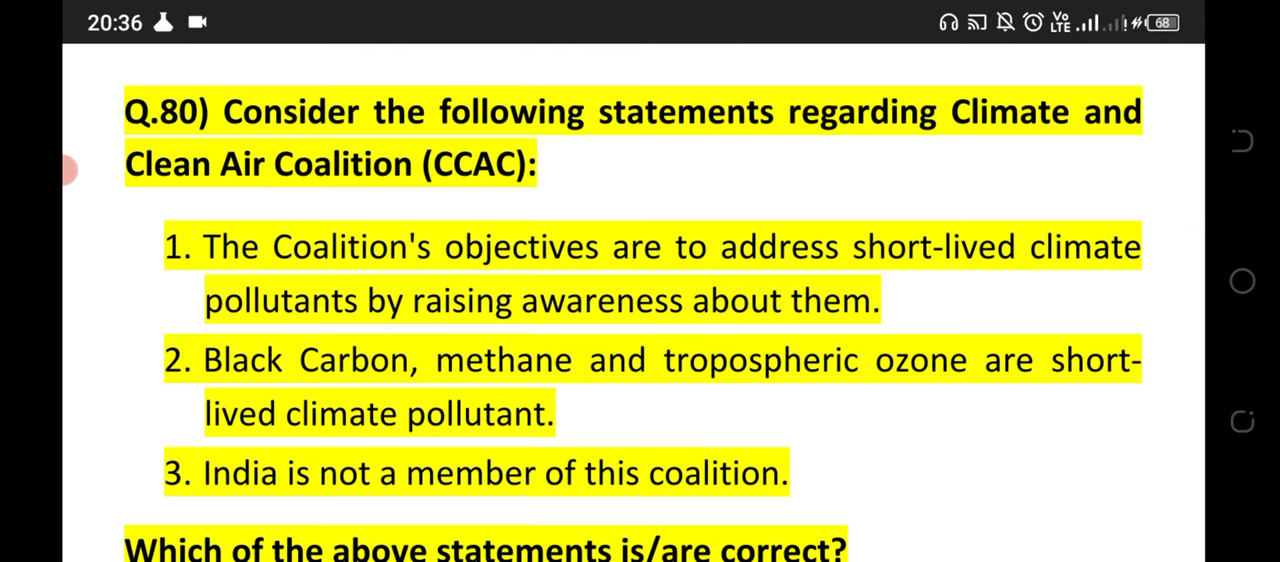 20:36
Vo
LTE
68
Q.80) Consider the following statements regarding Climate and
Clean Air Coalition (CCAC):
1. The Coalition's objectives are to address short-lived climate
pollutants by raising awareness about them.
2. Black Carbon, methane and tropospheric ozone are short-
lived climate pollutant.
3. India is not a member of this coalition.
Which of the above statements is/are correct?